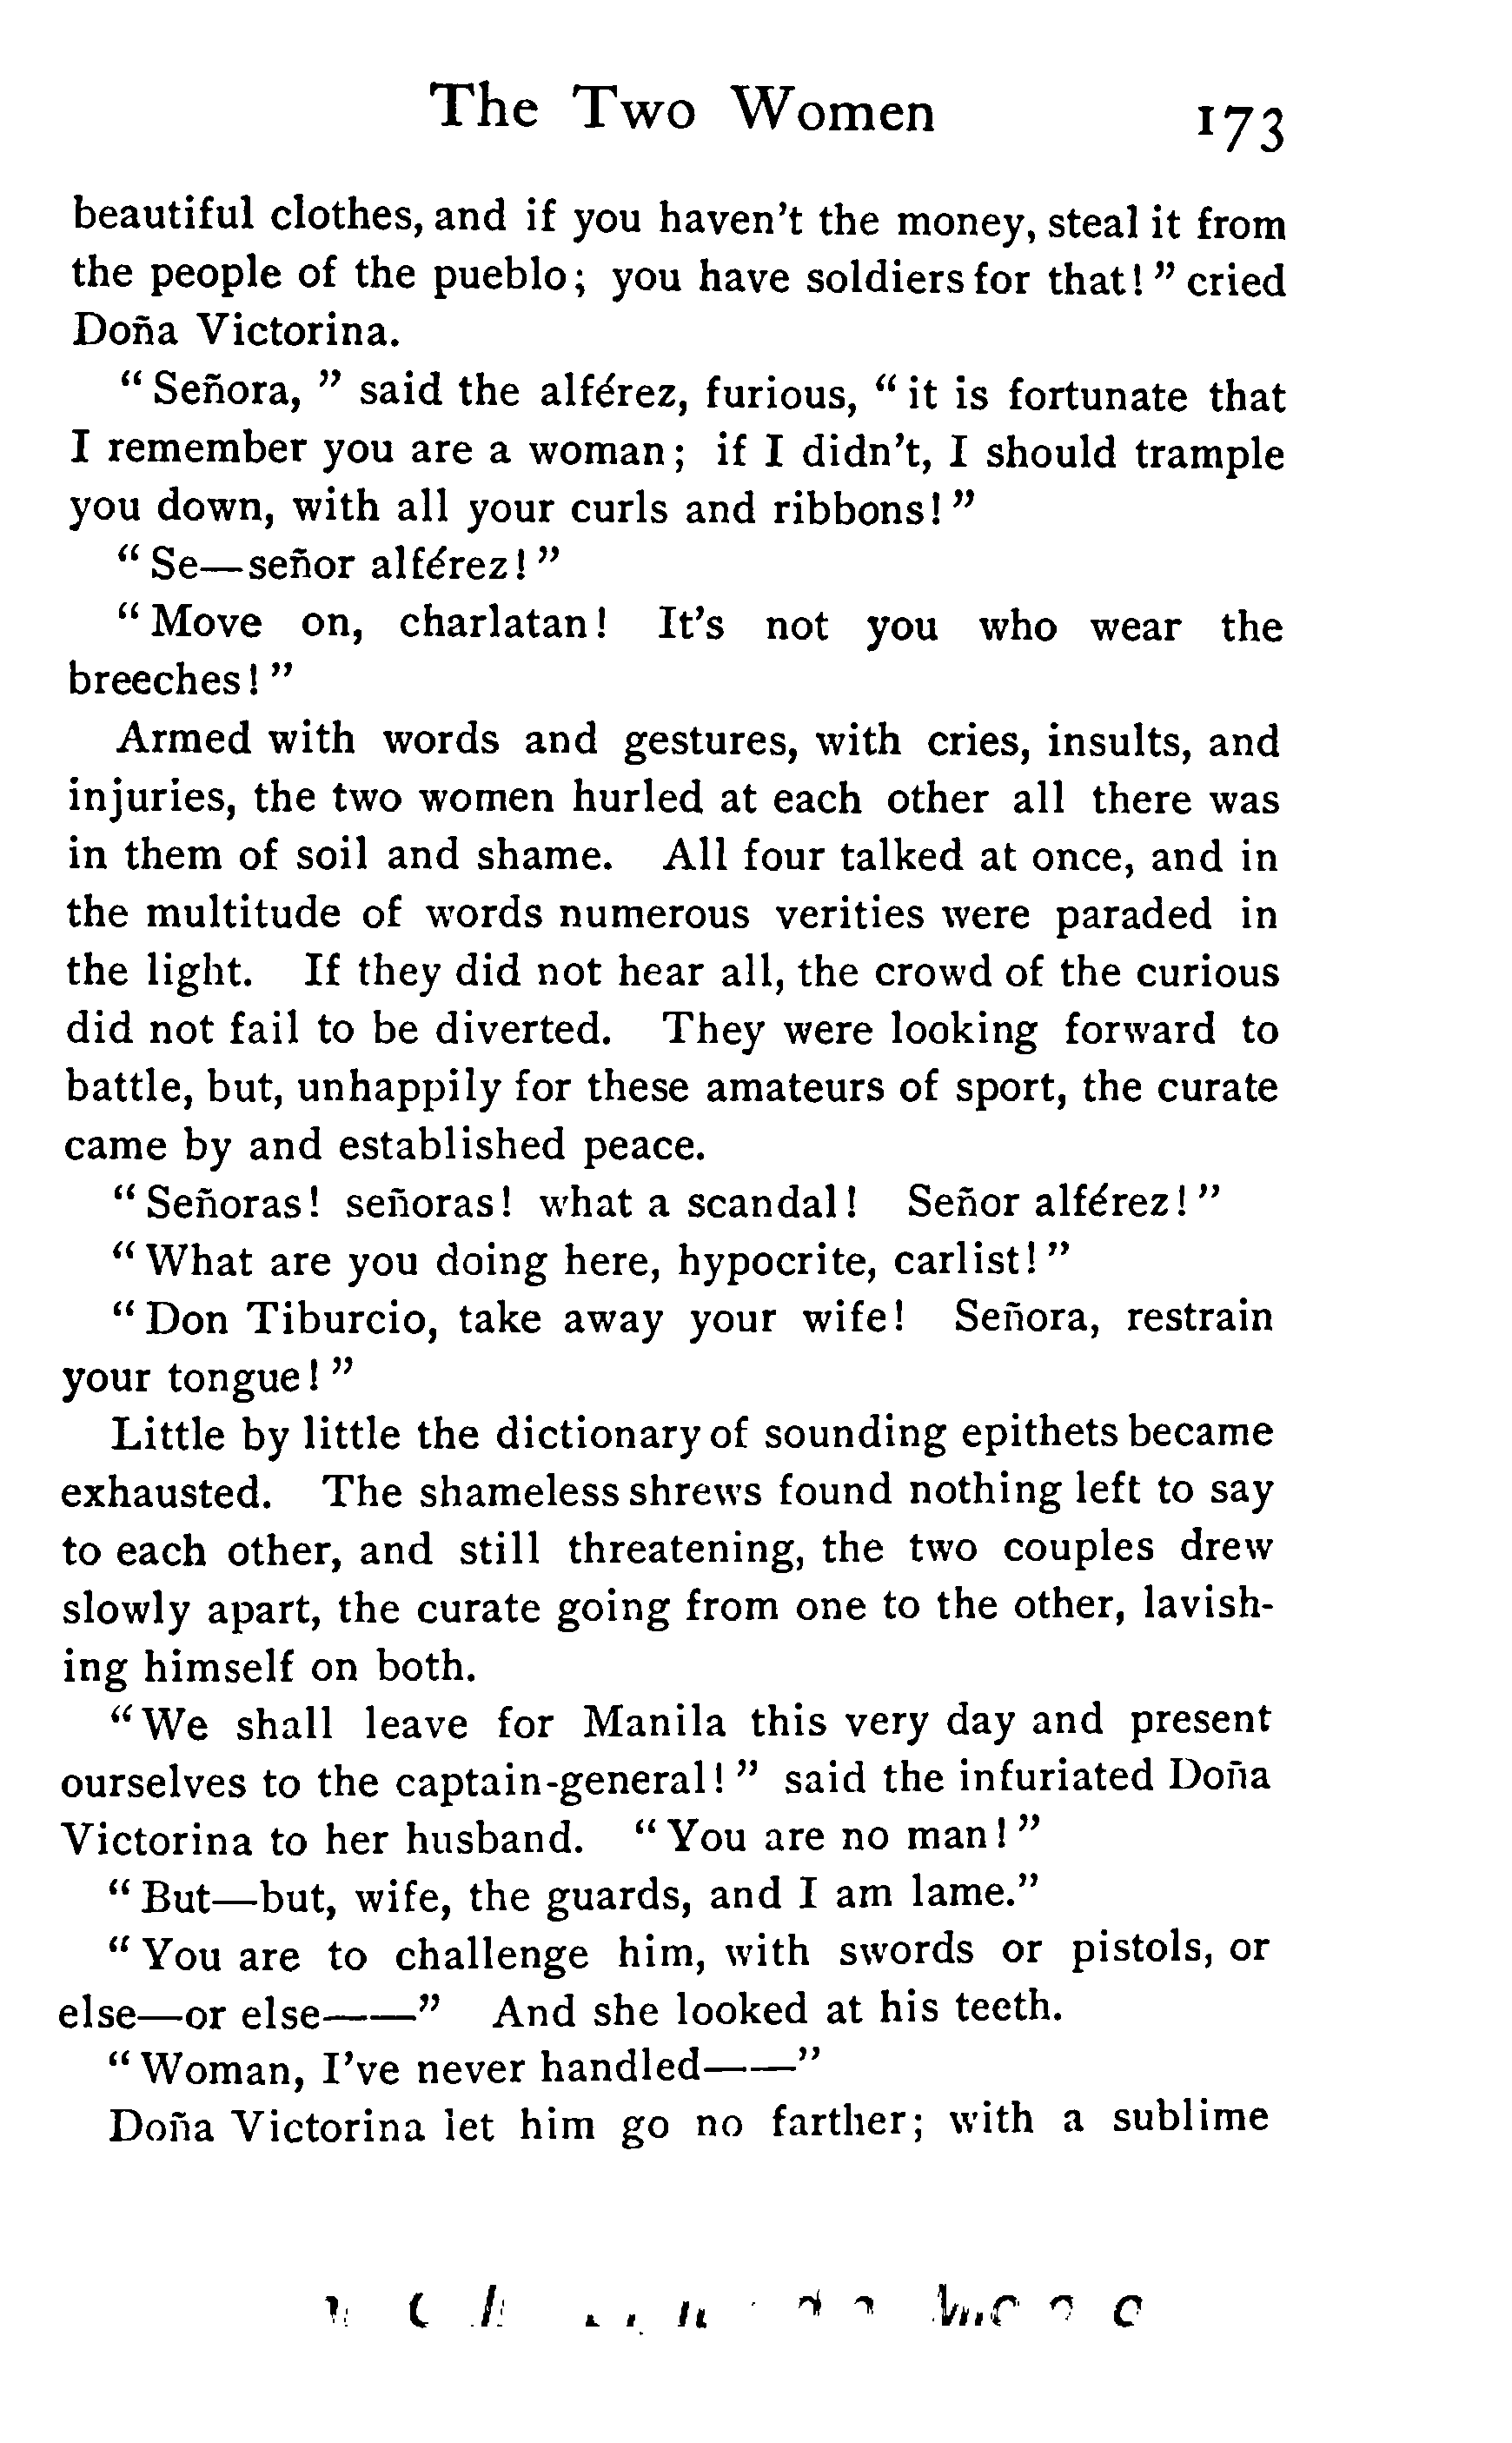 The Two Women 173
beautiful clothes, and if you haven't the money, steal it from
the people of the pueblo; you have soldiers for that!" cried
Doña Victorina.
"Señora," said the alférez, furious, "it is fortunate that
I remember you are a woman; if I didn't, I should trample
you down, with all your curls and ribbons!"
"Se—señor alférez!"
"Move on, charlatan! It's not you who wear the
breeches!"
Armed with words and gestures, with cries, insults, and
injuries, the two women hurled at each other all there was
in them of soil and shame. All four talked at once, and in
the multitude of words numerous verities were paraded in
the light. If they did not hear all, the crowd of the curious
did not fail to be diverted. They were looking forward to
battle, but, unhappily for these amateurs of sport, the curate
came by and established peace.
"Señoras! señoras! what a scandal! Señor alférez!"
"What are you doing here, hypocrite, carlist!"
"Don Tiburcio, take away your wife! Señora, restrain
your tongue!"
Little by little the dictionary of sounding epithets became
exhausted. The shameless shrews found nothing left to say
to each other, and still threatening, the two couples drew
slowly apart, the curate going from one to the other, lavish-
ing himself on both.
"We shall leave for Manila this very day and present
ourselves to the captain-general!" said the infuriated Doña
Victorina to her husband. "You are no man!"
"But—but, wife, the guards, and I am lame."
"You are to challenge him, with swords or pistols, or
else—or else——" And she looked at his teeth.
"Woman, I've never handled——"
Doña Victorina let him go no farther; with a sublime